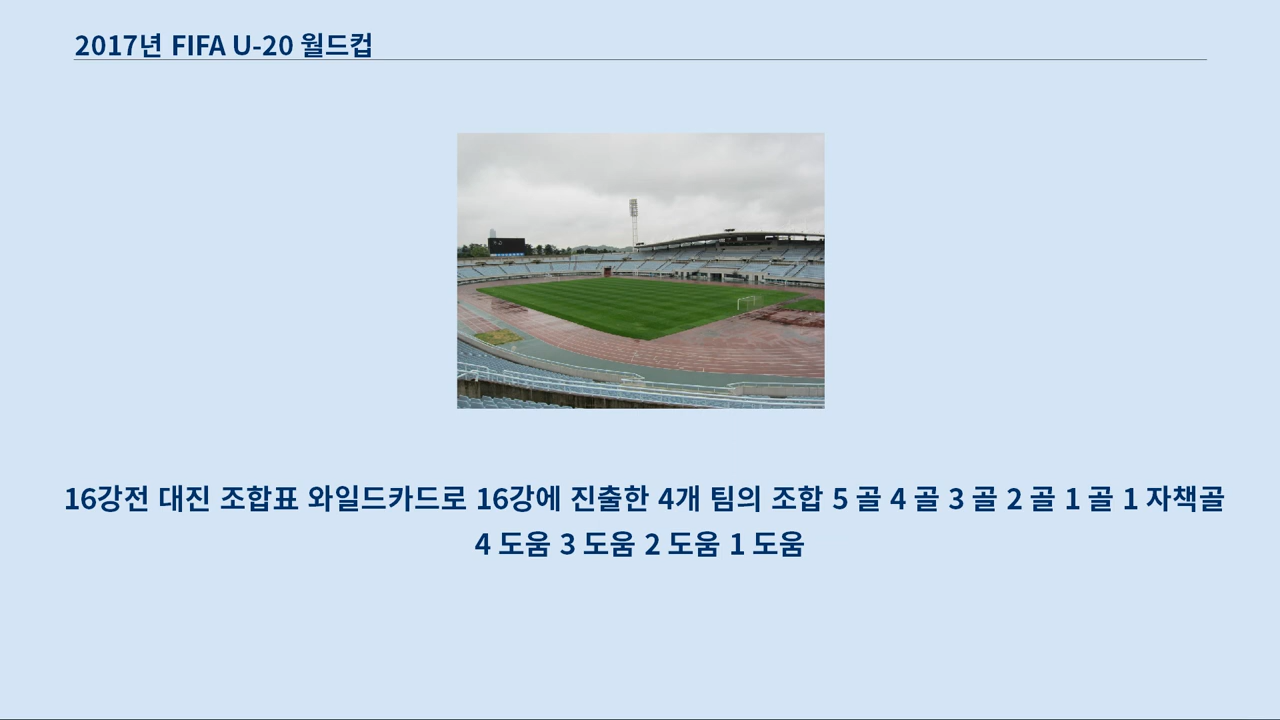 2017년 FIFA U-20 월드컵
16강전 대진 조합표 와일드카드로 16강에 진출한 4개 팀의 조합 5 골 4 골 3 골 2 골 1 골 1 자책골
4 도움 3 도움 2 도움 1 도움